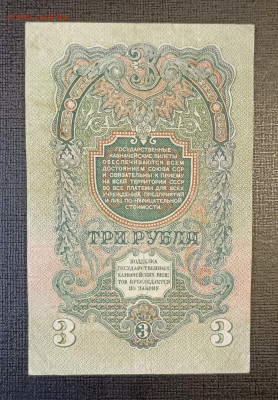 3
ГОСУДАРСТВЕННЫЕ
КАЗНАЧЕЙСКИЕ БИЛЕТЫ
ОБЕСПЕЧИВАЮТСЯ ВСЕМ
ДОСТОЯНИЕМ СОЮЗА ССР
И ОБЯЗАТЕЛЬНЫ К ПРИЕМУ
НА ВСЕЙ ТЕРРИТОРИИ СССР
ВО ВСЕ ПЛАТЕЖИ ДЛЯ ВСЕХ
УЧРЕЖДЕНИЙ, ПРЕДПРИЯТИЙ
И ЛИЦ ПО НАРИЦАТЕЛЬНОЙ
СТОИМОСТИ.
ТРИ РУБЛЯ
ПОДДЕЛКА
ГОСУДАРСТВЕННЫХ
КАЗНАЧЕЙСКИХ БИЛЕ-
ТОВ ПРЕСЛЕДУЕТСЯ
ПО ЗАКОНУ
3 3 3